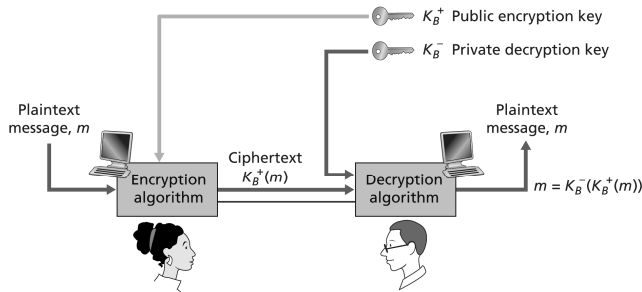 K_B^+ Public encryption key
K_B^- Private decryption key
Plaintext
message, m
Plaintext
message, m
Ciphertext
K_B^+(m)
Encryption
algorithm
Decryption
algorithm
m = K_B^-(K_B^+(m))